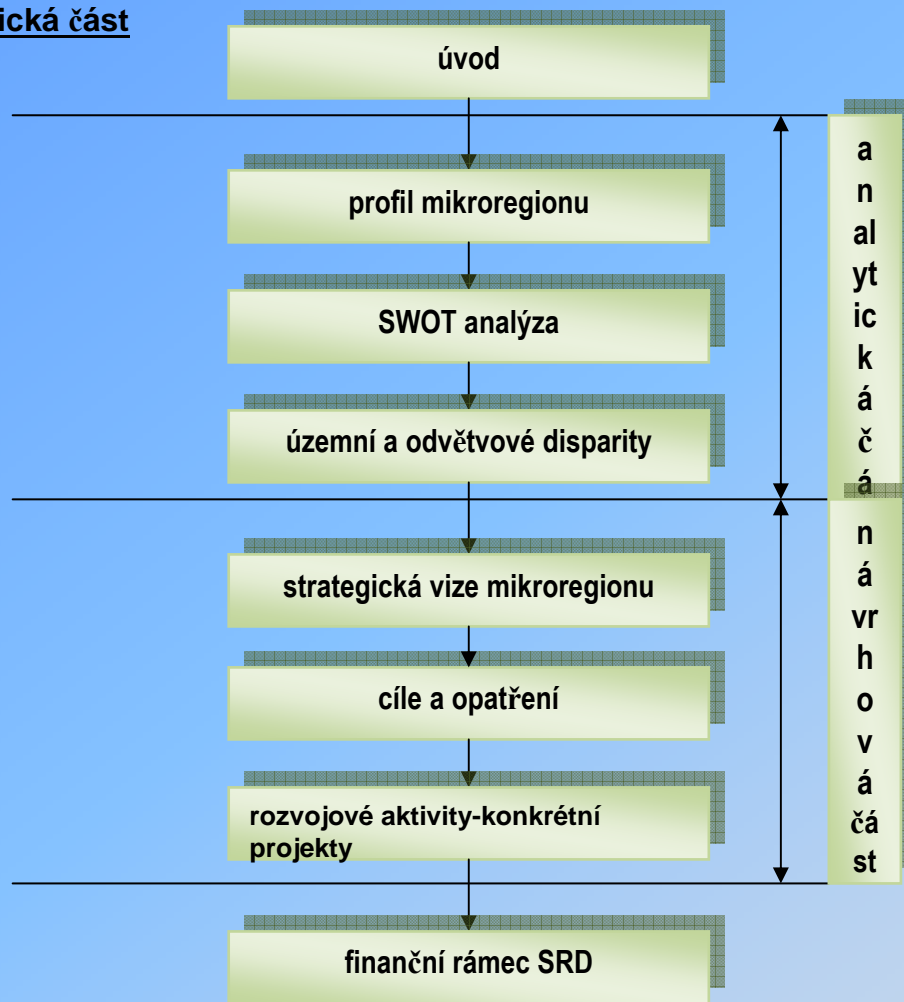 ická část
úvod
profil mikroregionu
SWOT analýza
územní a odvětvové disparity
a
n
al
yt
ic
k
á
č
á
strategická vize mikroregionu
cíle a opatření
rozvojové aktivity-konkrétní
projekty
n
á
vr
h
o
v
á
čá
st
finanční rámec SRD